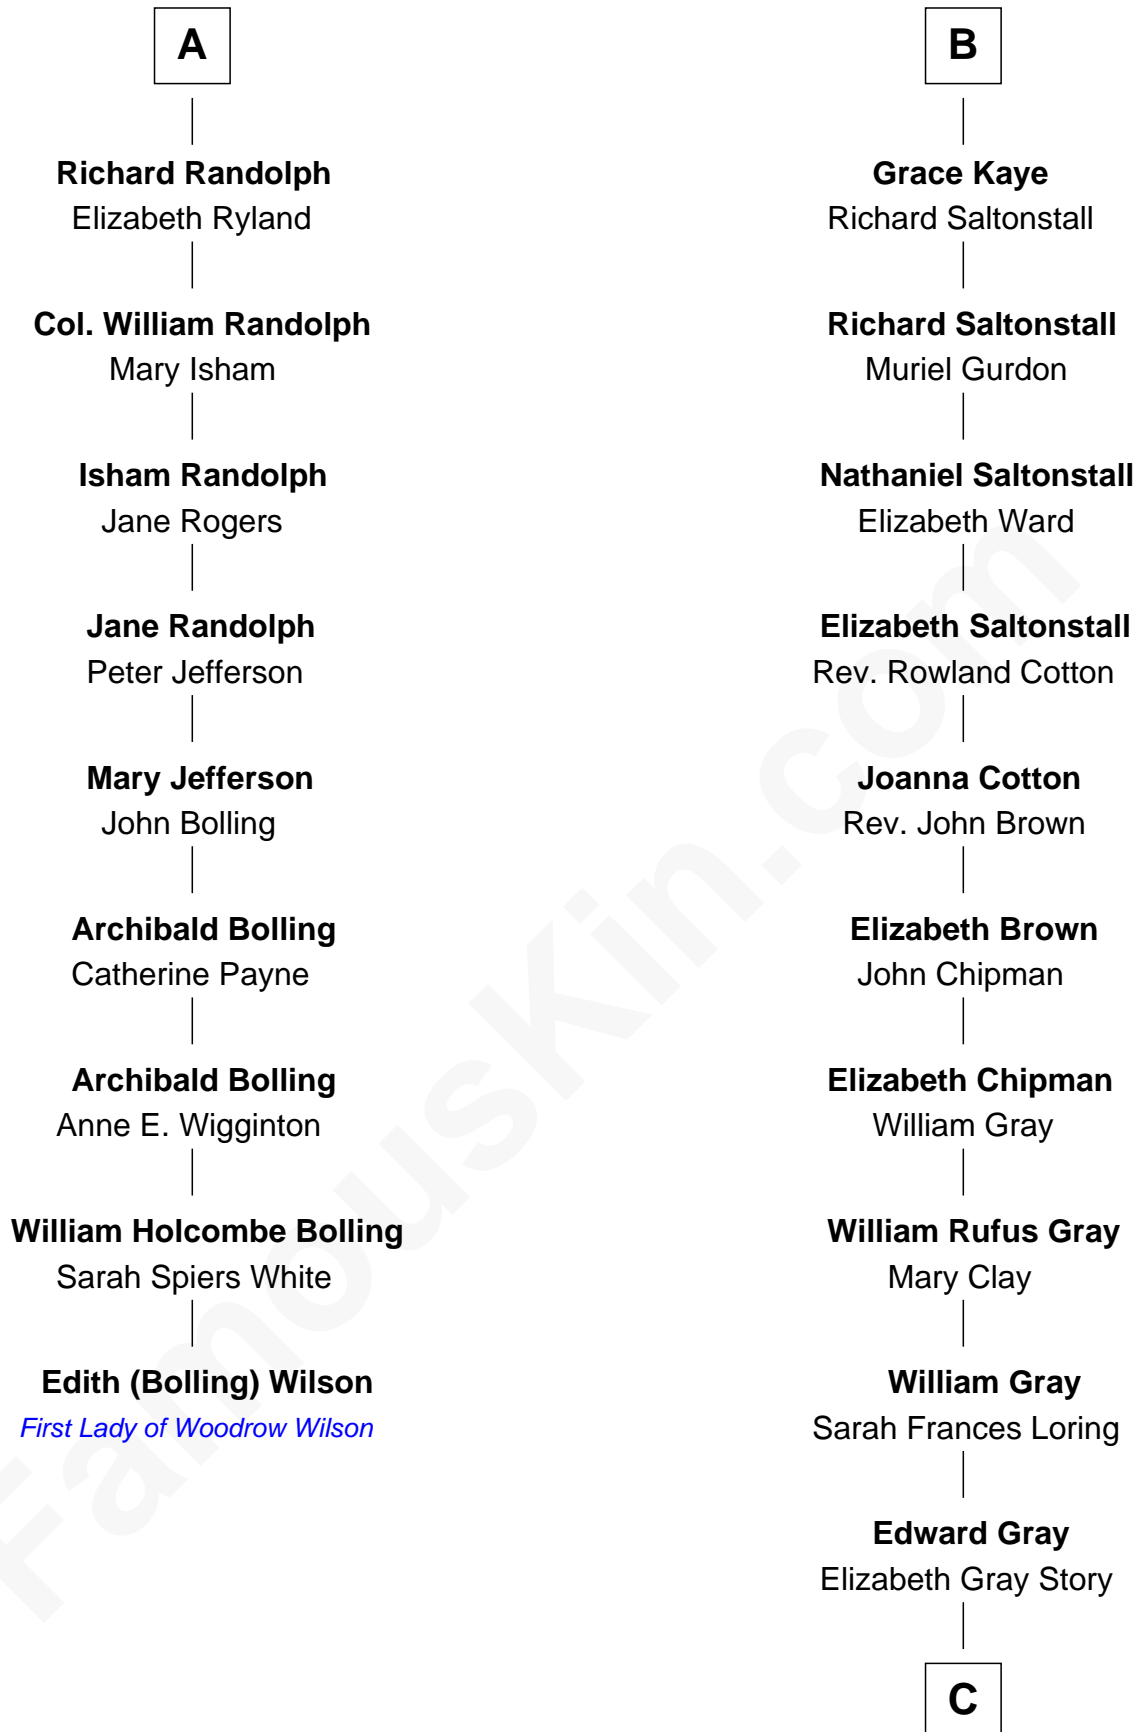 A
Richard Randolph
Elizabeth Ryland
Col. William Randolph
Mary Isham
Isham Randolph
Jane Rogers
Jane Randolph
Peter Jefferson
Mary Jefferson
John Bolling
Archibald Bolling
Catherine Payne
Archibald Bolling
Anne E. Wigginton
William Holcombe Bolling
Sarah Spiers White
Edith (Bolling) Wilson
First Lady of Woodrow Wilson
B
Grace Kaye
Richard Saltonstall
Richard Saltonstall
Muriel Gurdon
Nathaniel Saltonstall
Elizabeth Ward
Elizabeth Saltonstall
Rev. Rowland Cotton
Joanna Cotton
Rev. John Brown
Elizabeth Brown
John Chipman
Elizabeth Chipman
William Gray
William Rufus Gray
Mary Clay
William Gray
Sarah Frances Loring
Edward Gray
Elizabeth Gray Story
C
FamousKin.com